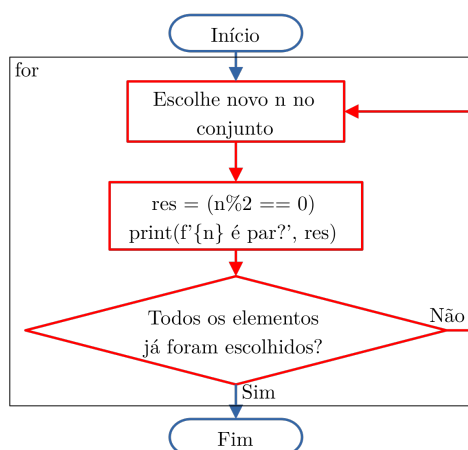 Início
for
Escolhe novo n no
conjunto
res = (n%2 == 0)
print(f'{n} é par?', res)
Todos os elementos
já foram escolhidos?
Não
Sim
Fim